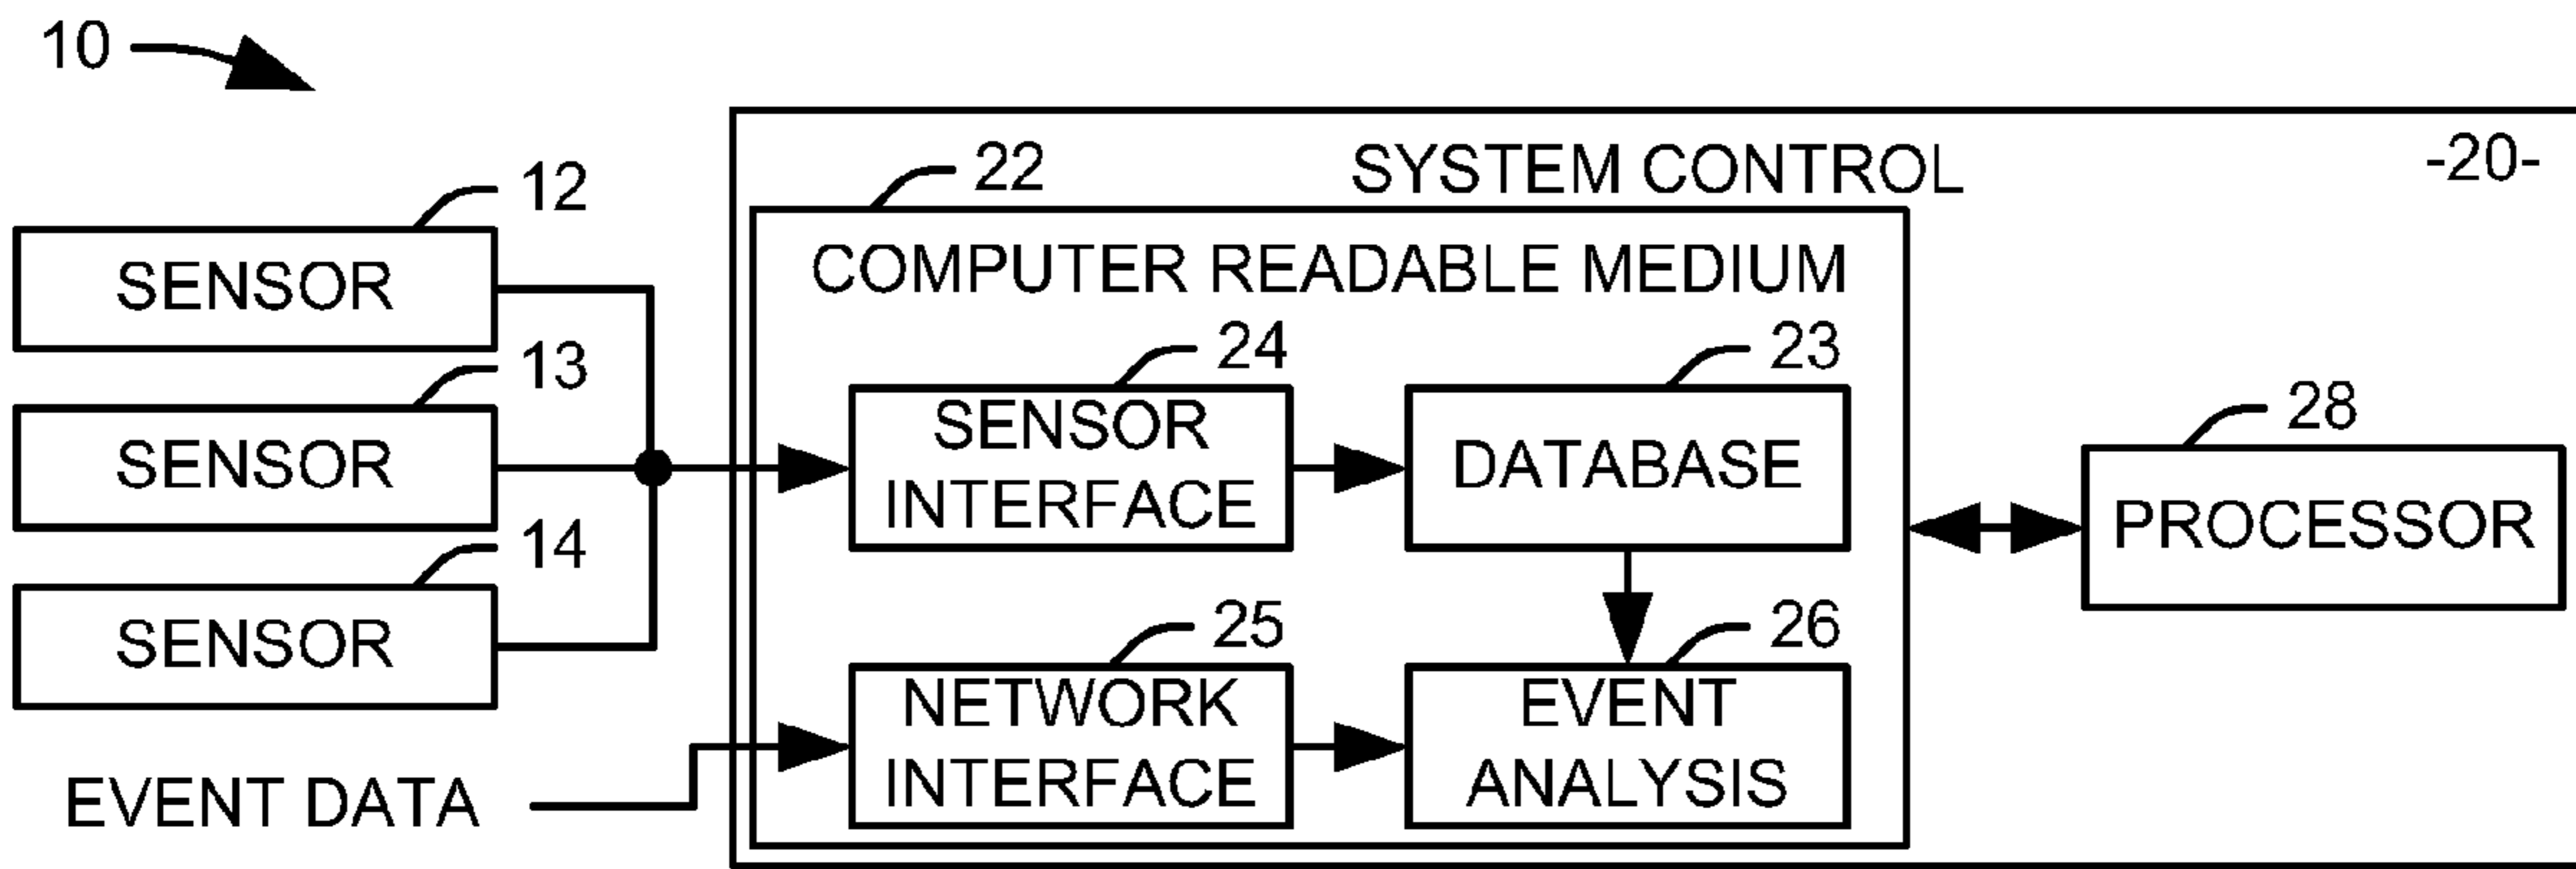 10
-20-
SYSTEM CONTROL
22
COMPUTER READABLE MEDIUM
12
SENSOR
13
SENSOR
14
SENSOR
EVENT DATA
24
SENSOR
INTERFACE
23
DATABASE
25
NETWORK
INTERFACE
26
EVENT
ANALYSIS
28
PROCESSOR